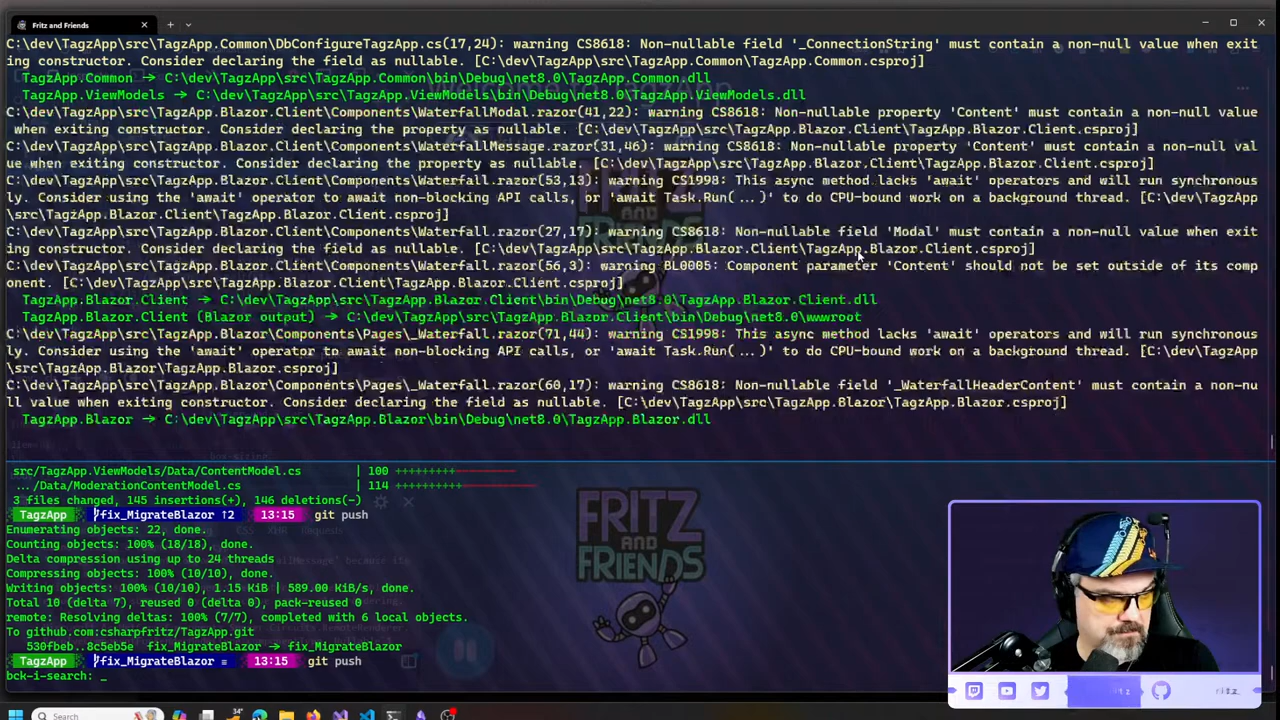 Fritz and Friends
C:\dev\TagzApp\src\TagzApp.Common\DbConfigureTagzApp.cs(17,24): warning CS8618: Non-nullable field '_ConnectionString' must contain a non-null value when exit
ing constructor. Consider declaring the field as nullable. [C:\dev\TagzApp\src\TagzApp.Common\TagzApp.Common.csproj]
TagzApp.Common -> C:\dev\TagzApp\src\TagzApp.Common\bin\Debug\net8.0\TagzApp.Common.dll
TagzApp.ViewModels -> C:\dev\TagzApp\src\TagzApp.ViewModels\bin\Debug\net8.0\TagzApp.ViewModels.dll
C:\dev\TagzApp\src\TagzApp.Blazor.Client\Components\WaterfallModal.razor(41,22): warning CS8618: Non-nullable property 'Content' must contain a non-null value
when exiting constructor. Consider declaring the property as nullable. [C:\dev\TagzApp\src\TagzApp.Blazor.Client\TagzApp.Blazor.Client.csproj]
C:\dev\TagzApp\src\TagzApp.Blazor.Client\Components\WaterfallMessage.razor(31,46): warning CS8618: Non-nullable property 'Content' must contain a non-null val
ue when exiting constructor. Consider declaring the property as nullable. [C:\dev\TagzApp\src\TagzApp.Blazor.Client\TagzApp.Blazor.Client.csproj]
C:\dev\TagzApp\src\TagzApp.Blazor.Client\Components\Waterfall.razor(53,13): warning CS1998: This async method lacks 'await' operators and will run synchronous
ly. Consider using the 'await' operator to await non-blocking API calls, or 'await Task.Run(...)' to do CPU-bound work on a background thread. [C:\dev\TagzApp
\src\TagzApp.Blazor.Client\TagzApp.Blazor.Client.csproj]
C:\dev\TagzApp\src\TagzApp.Blazor.Client\Components\Waterfall.razor(27,17): warning CS8618: Non-nullable field 'Modal' must contain a non-null value when exit
ing constructor. Consider declaring the field as nullable. [C:\dev\TagzApp\src\TagzApp.Blazor.Client\TagzApp.Blazor.Client.csproj]
C:\dev\TagzApp\src\TagzApp.Blazor.Client\Components\Waterfall.razor(56,3): warning BL0005: Component parameter 'Content' should not be set outside of its comp
onent. [C:\dev\TagzApp\src\TagzApp.Blazor.Client\TagzApp.Blazor.Client.csproj]
TagzApp.Blazor.Client -> C:\dev\TagzApp\src\TagzApp.Blazor.Client\bin\Debug\net8.0\TagzApp.Blazor.Client.dll
TagzApp.Blazor.Client (Blazor output) -> C:\dev\TagzApp\src\TagzApp.Blazor.Client\bin\Debug\net8.0\wwwroot
C:\dev\TagzApp\src\TagzApp.Blazor\Components\Pages\_Waterfall.razor(71,44): warning CS1998: This async method lacks 'await' operators and will run synchronous
ly. Consider using the 'await' operator to await non-blocking API calls, or 'await Task.Run(...)' to do CPU-bound work on a background thread. [C:\dev\TagzApp
\src\TagzApp.Blazor\TagzApp.Blazor.csproj]
C:\dev\TagzApp\src\TagzApp.Blazor\Components\Pages\_Waterfall.razor(60,17): warning CS8618: Non-nullable field '_WaterfallHeaderContent' must contain a non-nu
ll value when exiting constructor. Consider declaring the field as nullable. [C:\dev\TagzApp\src\TagzApp.Blazor\TagzApp.Blazor.csproj]
TagzApp.Blazor -> C:\dev\TagzApp\src\TagzApp.Blazor\bin\Debug\net8.0\TagzApp.Blazor.dll
src/TagzApp.ViewModels/Data/ContentModel.cs | 100 ++++++++++--------
.../Data/ModerationContentModel.cs | 114 +++++++++++----------
3 files changed, 145 insertions(+), 146 deletions(-)
TagzApp fix_MigrateBlazor ↑2 13:15 git push
Enumerating objects: 22, done.
Counting objects: 100% (18/18), done.
Delta compression using up to 24 threads
Compressing objects: 100% (10/10), done.
Writing objects: 100% (10/10), 1.15 KiB | 589.00 KiB/s, done.
Total 10 (delta 7), reused 0 (delta 0), pack-reused 0
remote: Resolving deltas: 100% (7/7), completed with 6 local objects.
To github.com:csharpfritz/TagzApp.git
530fbeb..8c5eb5e fix_MigrateBlazor -> fix_MigrateBlazor
TagzApp fix_MigrateBlazor ≡ 13:15 git push
bck-i-search: _
FRITZ
AND
FRIENDS
34°
Search